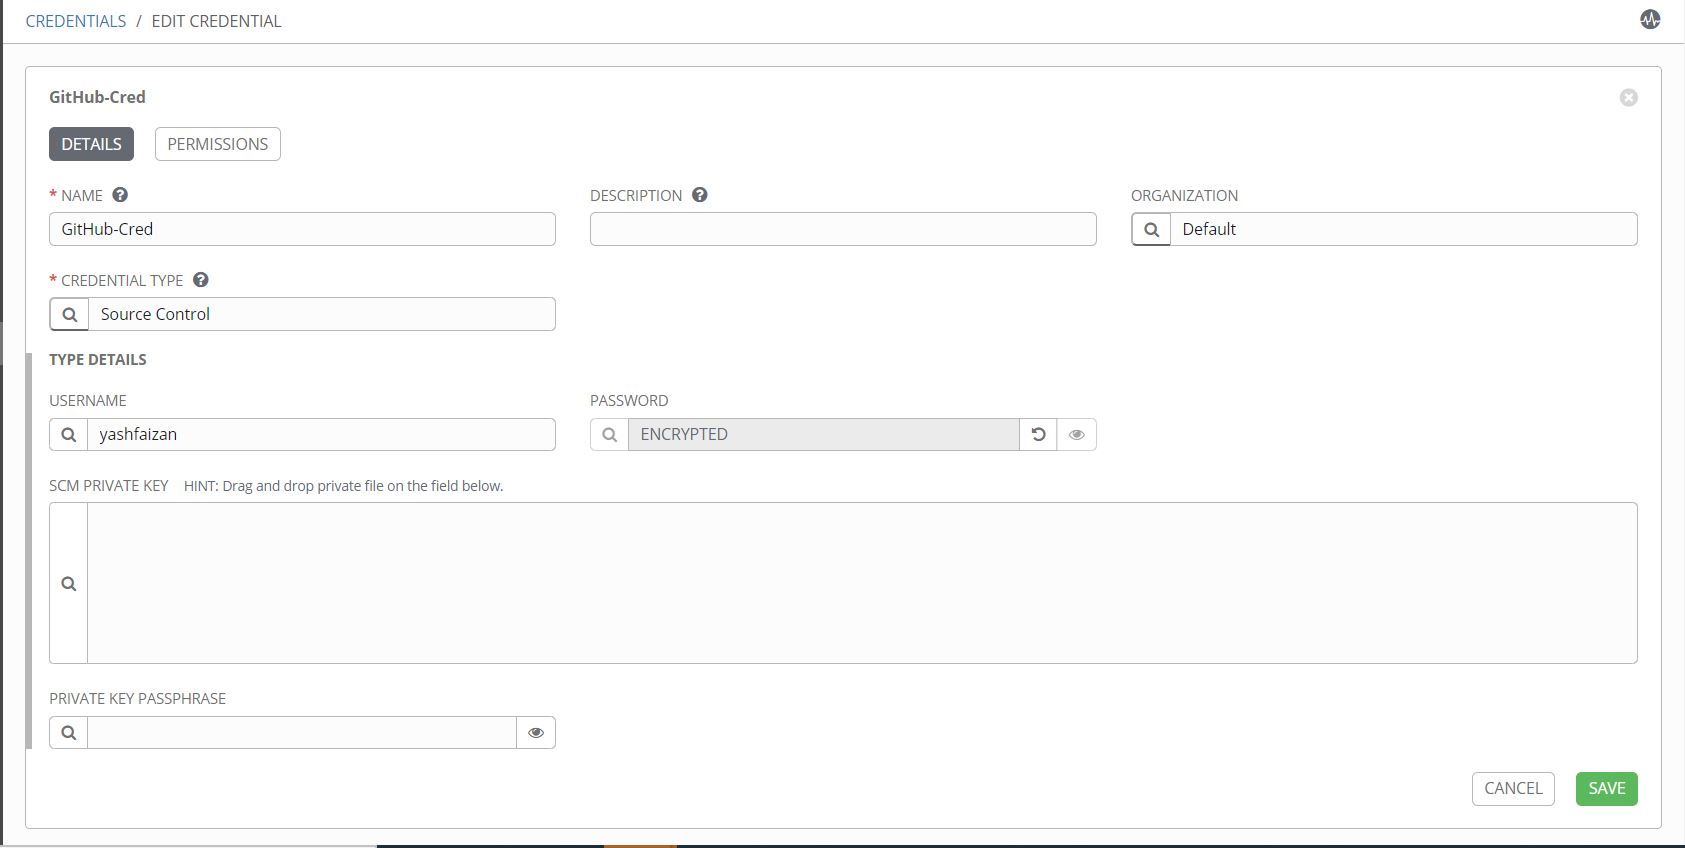 CREDENTIALS / EDIT CREDENTIAL
GitHub-Cred
DETAILS PERMISSIONS
* NAME ? DESCRIPTION ? ORGANIZATION
GitHub-Cred Default
* CREDENTIAL TYPE ?
Source Control
TYPE DETAILS
USERNAME PASSWORD
yashfaizan ENCRYPTED
SCM PRIVATE KEY HINT: Drag and drop private file on the field below.
PRIVATE KEY PASSPHRASE
CANCEL SAVE